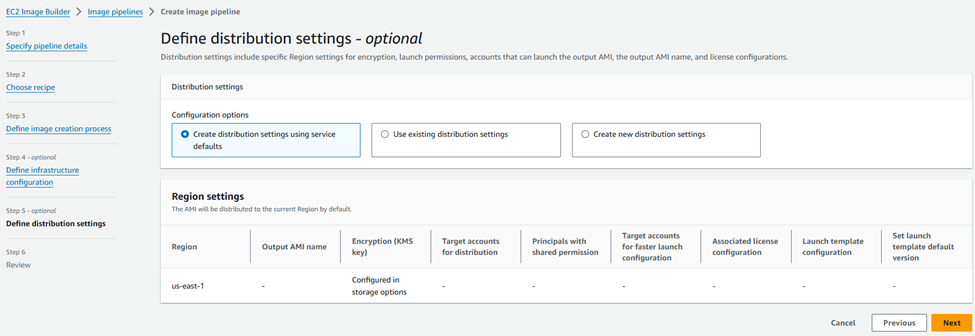 EC2 Image Builder > Image pipelines > Create image pipeline
Step 1
Specify pipeline details
Step 2
Choose recipe
Step 3
Define image creation process
Step 4 - optional
Define infrastructure
configuration
Step 5 - optional
Define distribution settings
Step 6
Review
Define distribution settings - optional
Distribution settings include specific Region settings for encryption, launch permissions, accounts that can launch the output AMI, the output AMI name, and license configurations.
Distribution settings
Configuration options
Create distribution settings using service
defaults
Use existing distribution settings
Create new distribution settings
Region settings
The AMI will be distributed to the current Region by default.
Region
Output AMI name
Encryption (KMS
key)
Target accounts
for distribution
Principals with
shared permission
Target accounts
for faster launch
configuration
Associated license
configuration
Launch template
configuration
Set launch
template default
version
us-east-1
-
Configured in
storage options
-
-
-
-
-
-
Cancel
Previous
Next